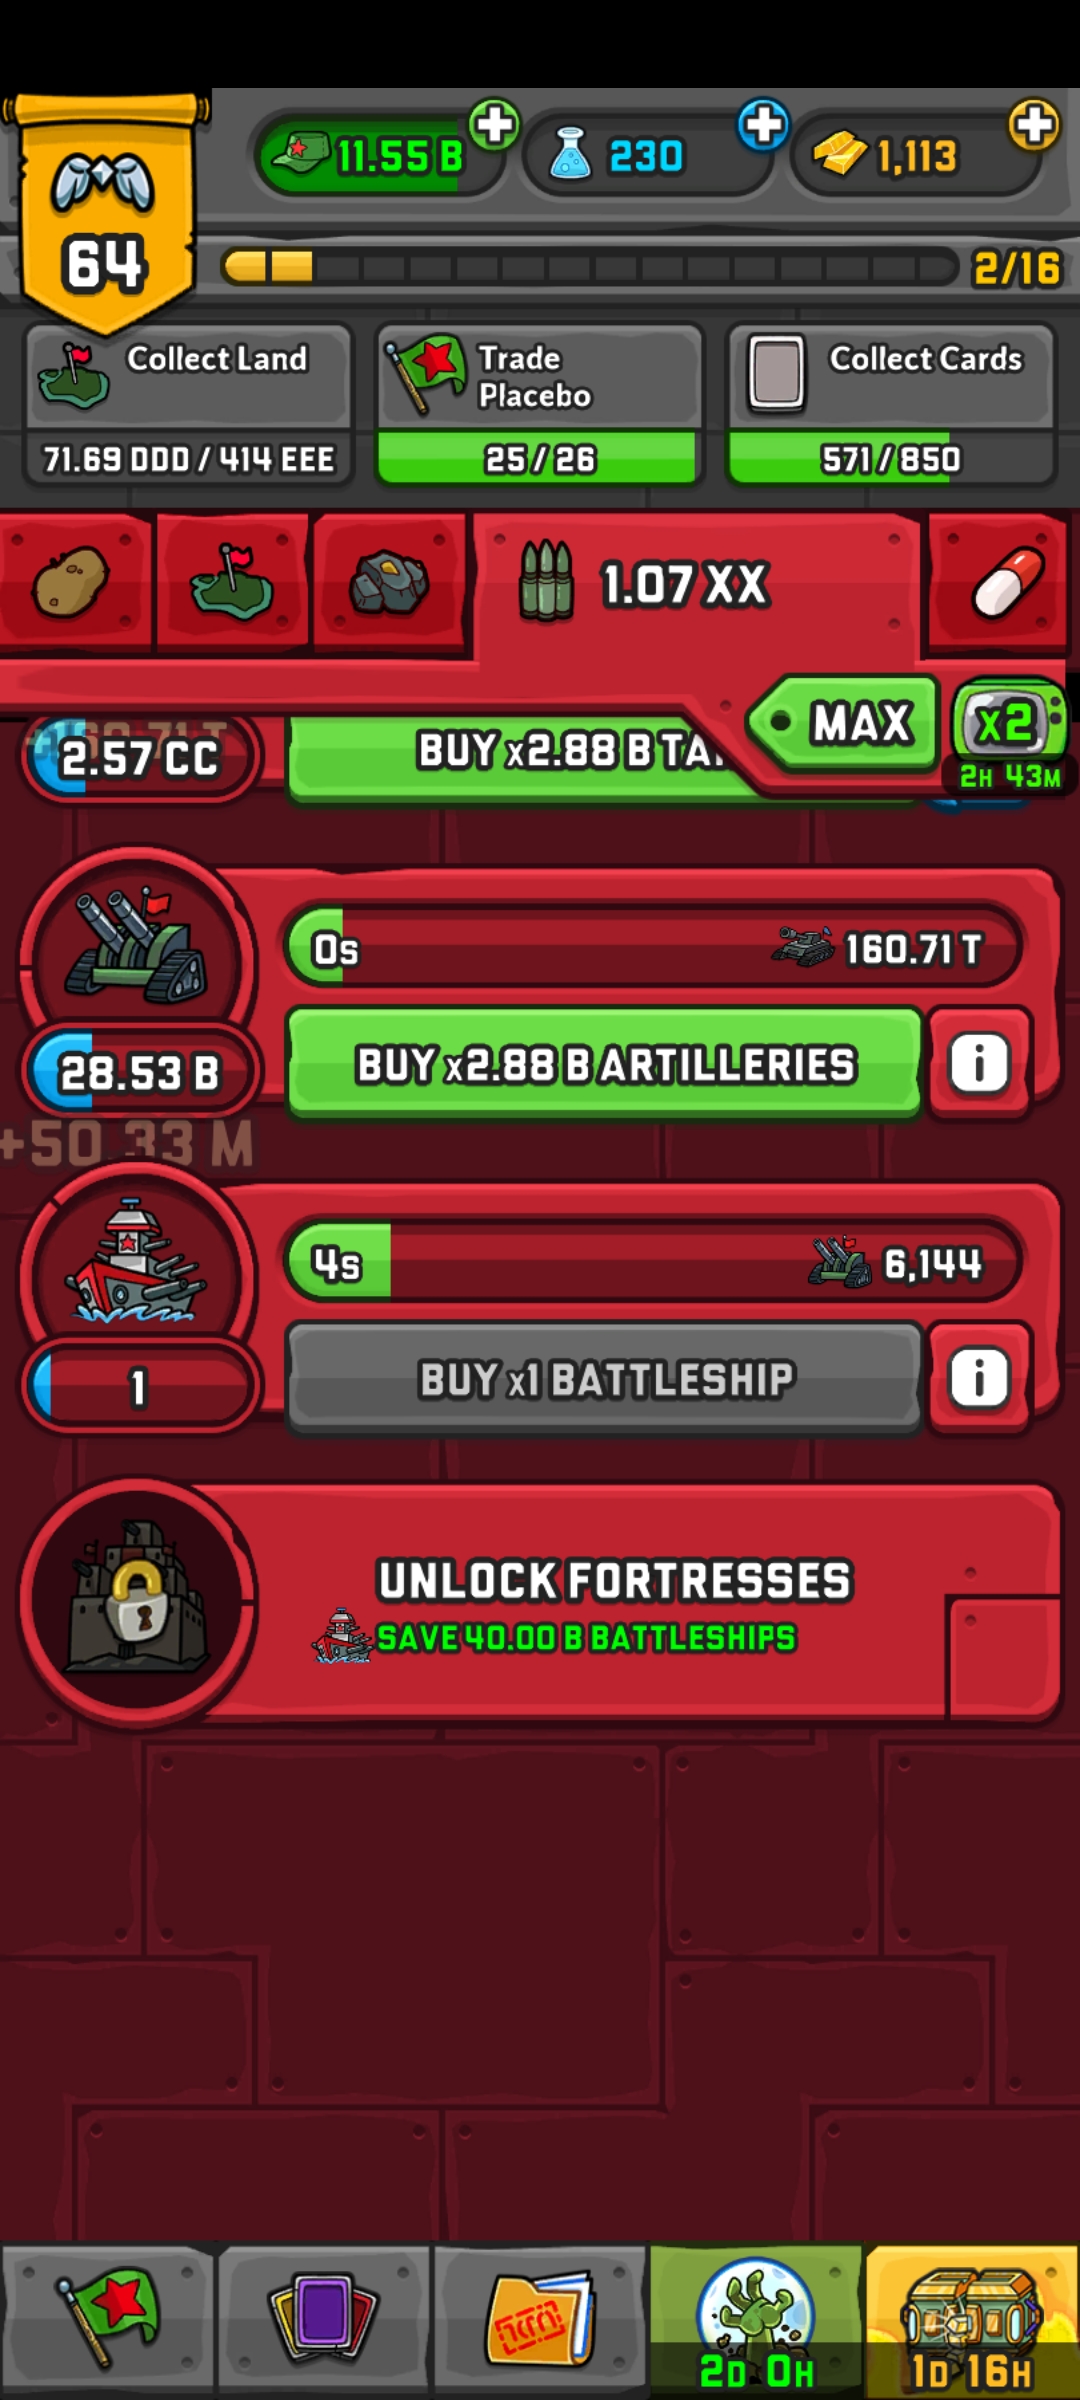 11.55 B
230
1,113
64
2/16
Collect Land
71.69 DDD / 414 EEE
Trade
Placebo
25 / 26
Collect Cards
571 / 850
1.07 XX
MAX
x2
2H 43M
+160.71 T
2.57 CC
BUY x2.88 B TA
0s
160.71 T
28.53 B
BUY x2.88 B ARTILLERIES
i
+50.33 M
4s
6,144
1
BUY x1 BATTLESHIP
i
UNLOCK FORTRESSES
SAVE 40.00 B BATTLESHIPS
2D 0H
1D 16H